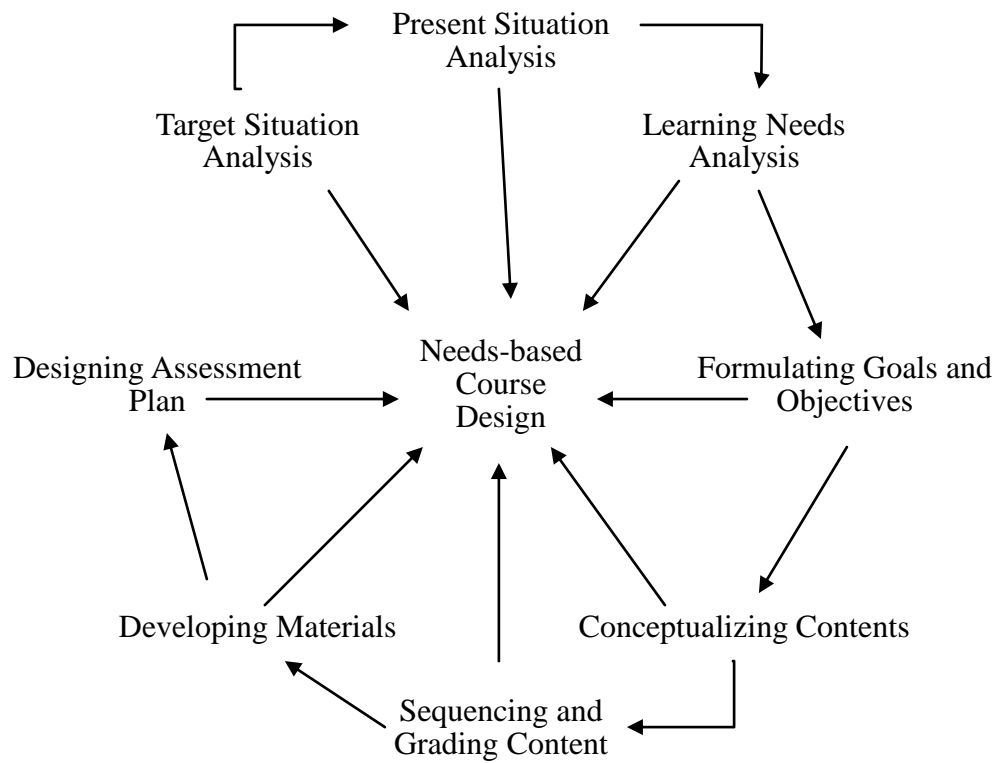 Present Situation
Analysis
Target Situation
Analysis
Learning Needs
Analysis
Needs-based
Course
Design
Designing Assessment
Plan
Formulating Goals and
Objectives
Developing Materials
Conceptualizing Contents
Sequencing and
Grading Content